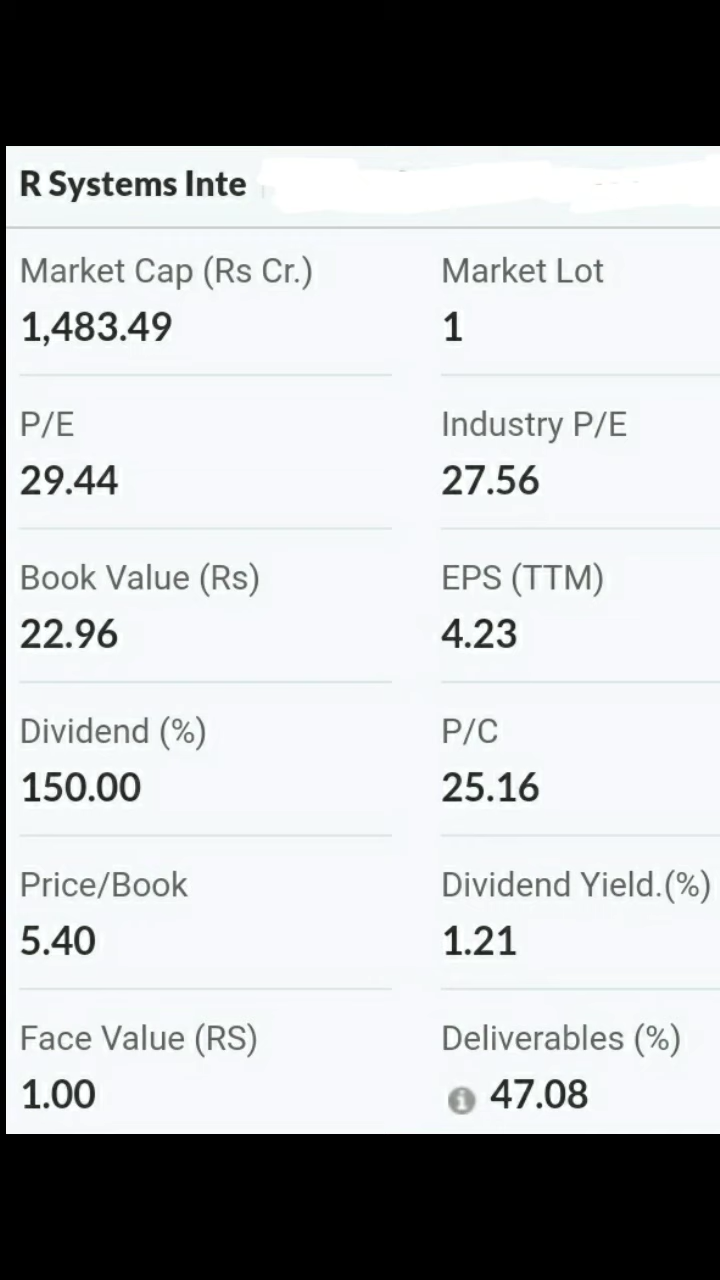 R Systems Inte
Market Cap (Rs Cr.)
1,483.49
Market Lot
1
P/E
29.44
Industry P/E
27.56
Book Value (Rs)
22.96
EPS (TTM)
4.23
Dividend (%)
150.00
P/C
25.16
Price/Book
5.40
Dividend Yield.(%)
1.21
Face Value (RS)
1.00
Deliverables (%)
47.08